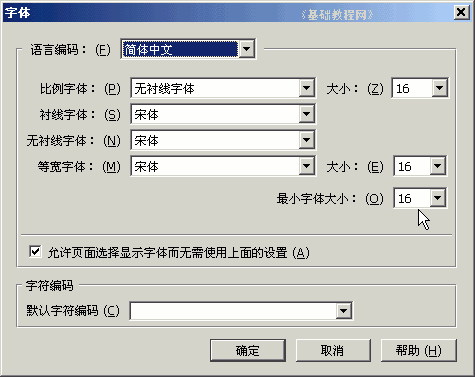 字体
《基础教程网》
语言编码：(F) 简体中文
比例字体：(P) 无衬线字体 大小：(Z) 16
衬线字体：(S) 宋体
无衬线字体：(N) 宋体
等宽字体：(M) 宋体 大小：(E) 16
最小字体大小：(O) 16
允许页面选择显示字体而无需使用上面的设置 (A)
字符编码
默认字符编码 (C)
确定 取消 帮助 (H)